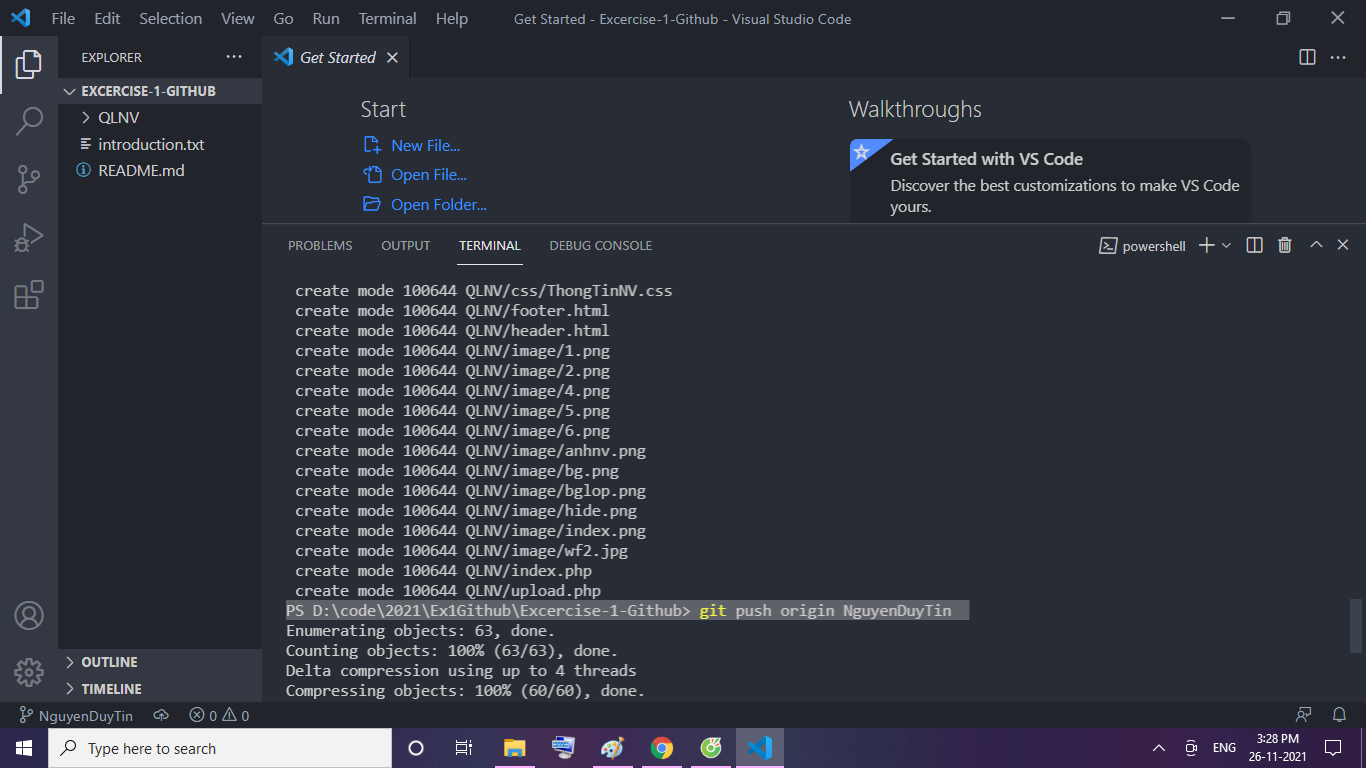 File Edit Selection View Go Run Terminal Help
Get Started - Excercise-1-Github - Visual Studio Code
EXPLORER
Get Started
EXCERCISE-1-GITHUB
QLNV
introduction.txt
README.md
Start
New File...
Open File...
Open Folder...
Walkthroughs
Get Started with VS Code
Discover the best customizations to make VS Code
yours.
PROBLEMS OUTPUT TERMINAL DEBUG CONSOLE
powershell
create mode 100644 QLNV/css/ThongTinNV.css
create mode 100644 QLNV/footer.html
create mode 100644 QLNV/header.html
create mode 100644 QLNV/image/1.png
create mode 100644 QLNV/image/2.png
create mode 100644 QLNV/image/4.png
create mode 100644 QLNV/image/5.png
create mode 100644 QLNV/image/6.png
create mode 100644 QLNV/image/anhnv.png
create mode 100644 QLNV/image/bg.png
create mode 100644 QLNV/image/bglop.png
create mode 100644 QLNV/image/hide.png
create mode 100644 QLNV/image/index.png
create mode 100644 QLNV/image/wf2.jpg
create mode 100644 QLNV/index.php
create mode 100644 QLNV/upload.php
PS D:\code\2021\Ex1Github\Excercise-1-Github> git push origin NguyenDuyTin
Enumerating objects: 63, done.
Counting objects: 100% (63/63), done.
Delta compression using up to 4 threads
Compressing objects: 100% (60/60), done.
OUTLINE
TIMELINE
NguyenDuyTin
0 0
Type here to search
ENG
3:28 PM
26-11-2021